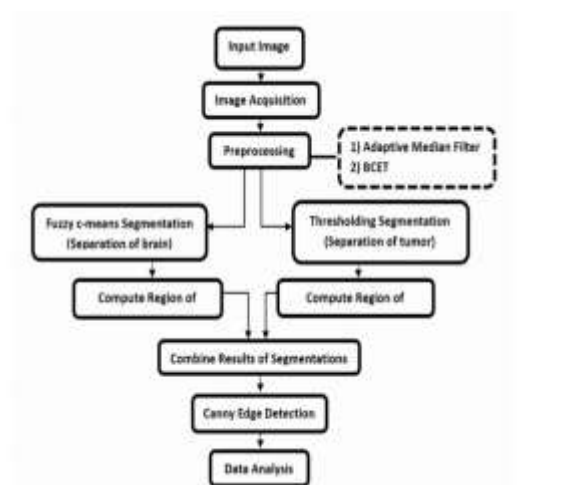 Input Image
Image Acquisition
Preprocessing
1) Adaptive Median Filter
2) BCET
Fuzzy c-means Segmentation
(Separation of brain)
Thresholding Segmentation
(Separation of tumor)
Compute Region of
Compute Region of
Combine Results of Segmentations
Canny Edge Detection
Data Analysis